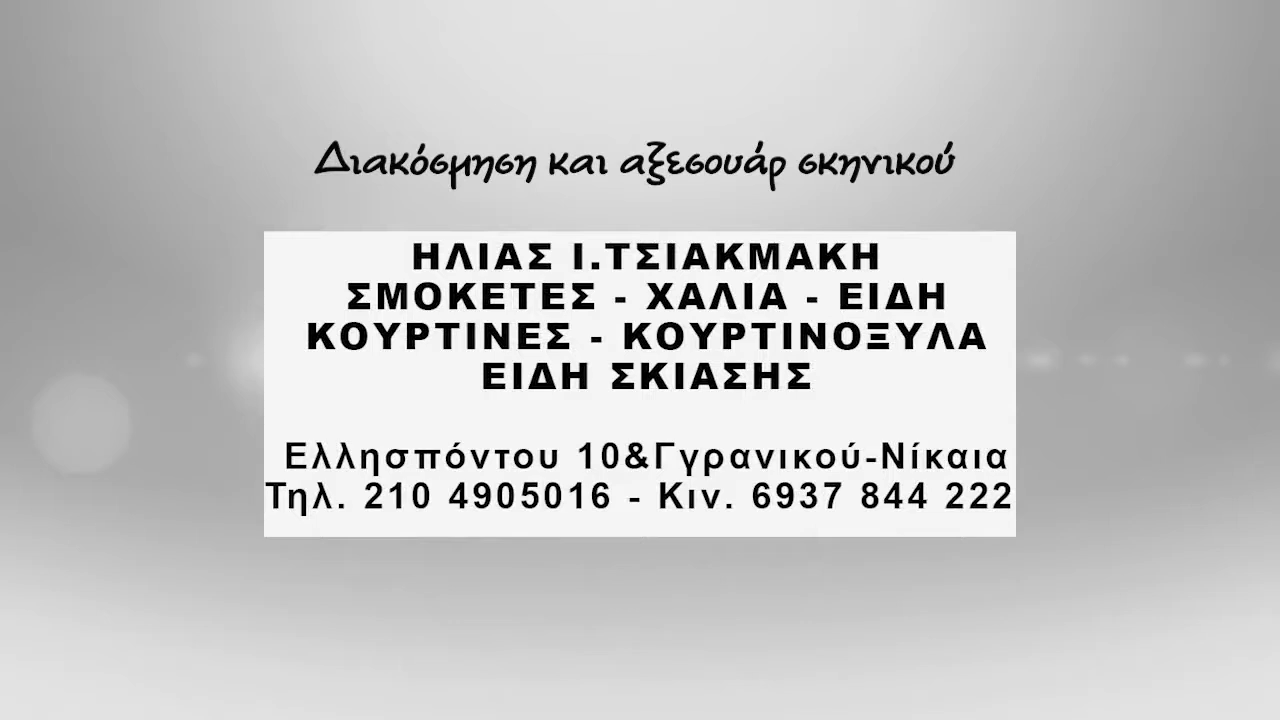 Διακόσμηση και αξεσουάρ σκηνικού
ΗΛΙΑΣ Ι.ΤΣΙΑΚΜΑΚΗ
ΣΜΟΚΕΤΕΣ - ΧΑΛΙΑ - ΕΙΔΗ
ΚΟΥΡΤΙΝΕΣ - ΚΟΥΡΤΙΝΟΞΥΛΑ
ΕΙΔΗ ΣΚΙΑΣΗΣ
Ελλησπόντου 10&Γγρανικού-Νίκαια
Τηλ. 210 4905016 - Κιν. 6937 844 222